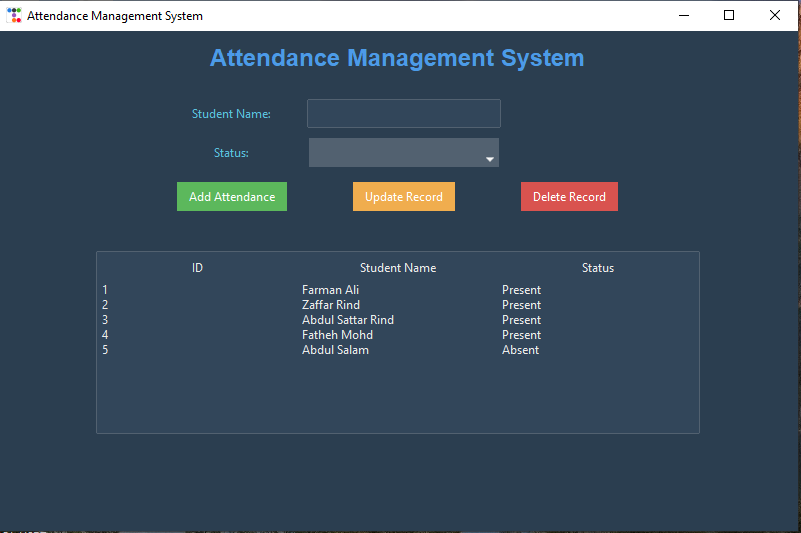 Attendance Management System
Attendance Management System
Student Name:
Status:
Add Attendance Update Record Delete Record
ID Student Name Status
1 Farman Ali Present
2 Zaffar Rind Present
3 Abdul Sattar Rind Present
4 Fatheh Mohd Present
5 Abdul Salam Absent